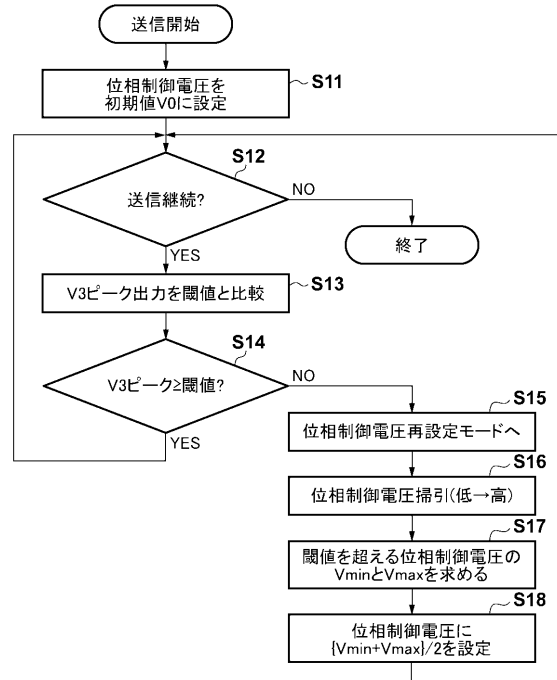 送信開始
位相制御電圧を
初期値V0に設定
S11
S12
送信継続?
NO
終了
YES
V3ピーク出力を閾値と比較
S13
S14
V3ピーク≥閾値?
NO
YES
S15
位相制御電圧再設定モードへ
S16
位相制御電圧掃引(低→高)
S17
閾値を超える位相制御電圧の
VminとVmaxを求める
S18
位相制御電圧に
{Vmin+Vmax}/2を設定